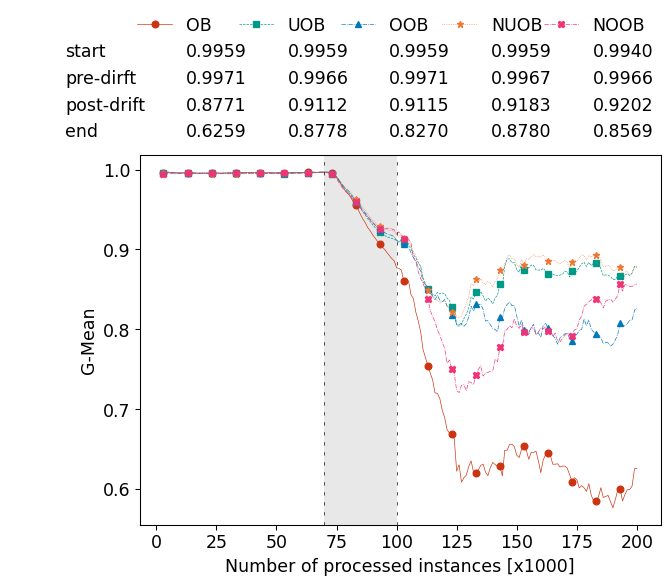 OB UOB OOB NUOB NOOB
start 0.9959 0.9959 0.9959 0.9959 0.9940
pre-dirft 0.9971 0.9966 0.9971 0.9967 0.9966
post-drift 0.8771 0.9112 0.9115 0.9183 0.9202
end 0.6259 0.8778 0.8270 0.8780 0.8569
1.0
0.9
0.8
0.7
0.6
G-Mean
0 25 50 75 100 125 150 175 200
Number of processed instances [x1000]